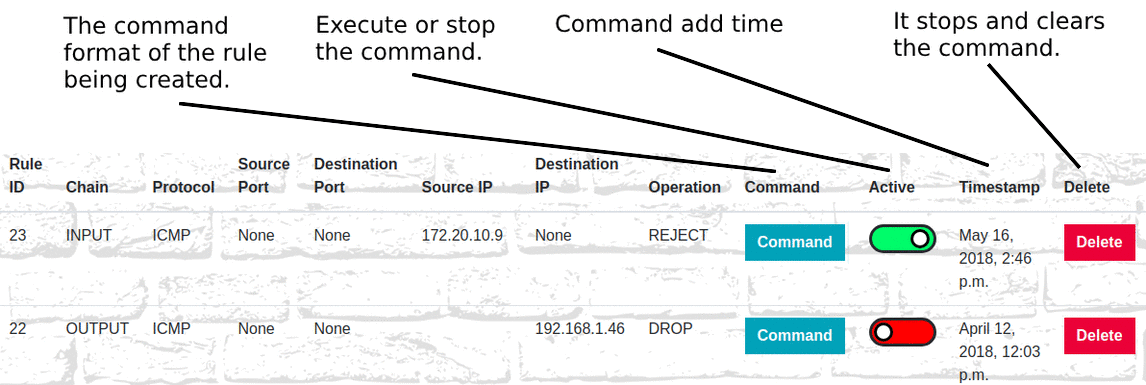 The command
format of the rule
being created.
Execute or stop
the command.
Command add time
It stops and clears
the command.
Rule
ID
Chain
Protocol
Source
Port
Destination
Port
Source IP
Destination
IP
Operation
Command
Active
Timestamp
Delete
23
INPUT
ICMP
None
None
172.20.10.9
None
REJECT
Command
May 16,
2018, 2:46
p.m.
Delete
22
OUTPUT
ICMP
None
None
192.168.1.46
DROP
Command
April 12,
2018, 12:03
p.m.
Delete